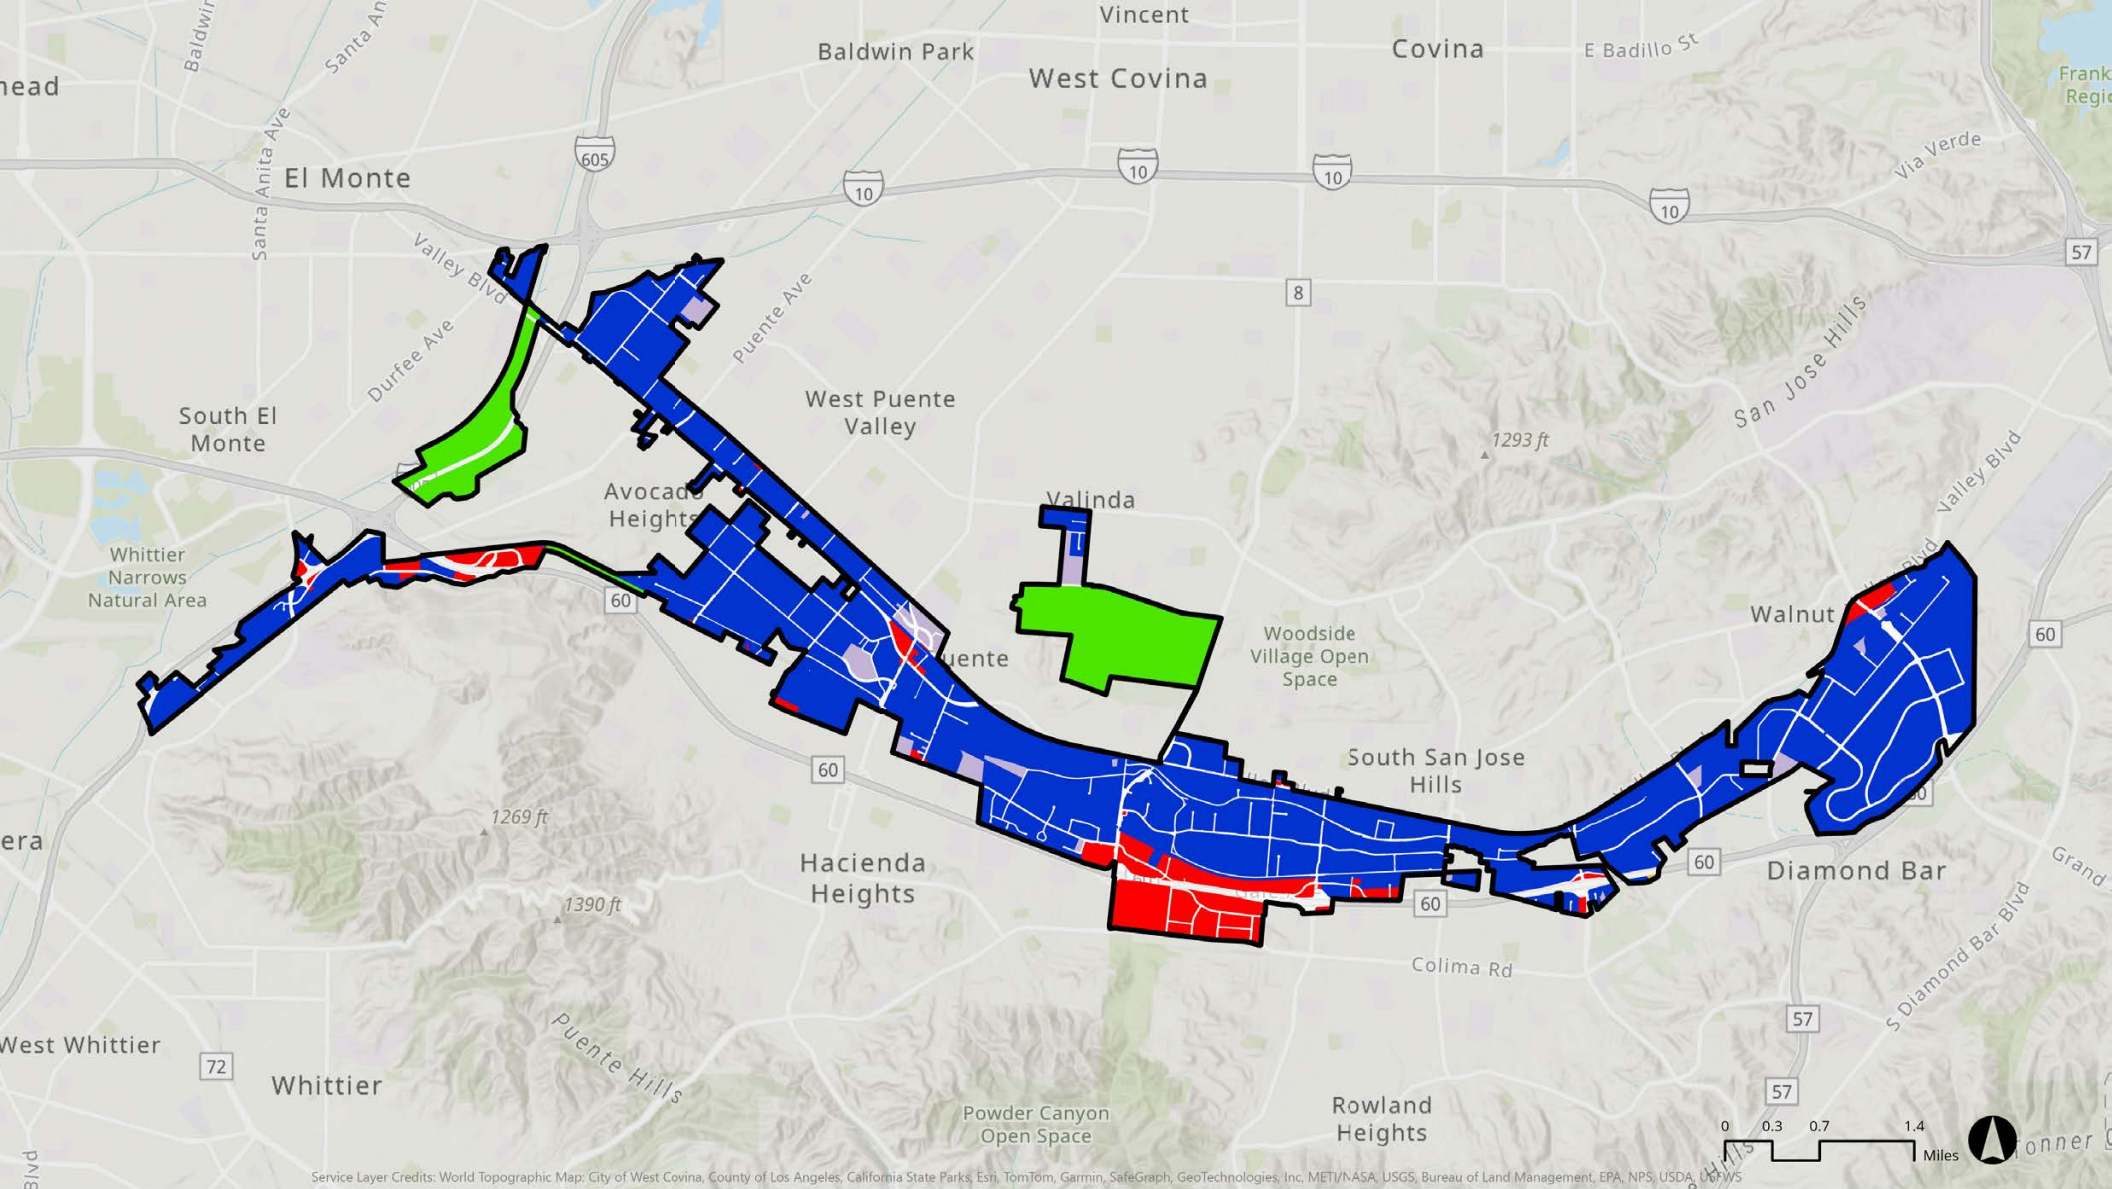 Vincent
Baldwin Park
Covina
E Badillo St
West Covina
Santa Anita Ave
605
El Monte
10
10
10
10
Via Verde
57
Valley Blvd
8
Puente Ave
Durfee Ave
San Jose Hills
West Puente
Valley
South El
Monte
1293 ft
Valley Blvd
Avocado
Heights
Valinda
Whittier
Narrows
Natural Area
60
Walnut
60
Woodside
Village Open
Space
uente
60
South San Jose
Hills
1269 ft
era
Hacienda
Heights
60
Diamond Bar
Grand
1390 ft
60
Colima Rd
S Diamond Bar Blvd
57
Puente Hills
West Whittier
72
Whittier
57
Powder Canyon
Open Space
Rowland
Heights
0 0.3 0.7 1.4
Miles
Hills
Blvd
Service Layer Credits: World Topographic Map: City of West Covina, County of Los Angeles, California State Parks, Esri, TomTom, Garmin, SafeGraph, GeoTechnologies, Inc, METI/NASA, USGS, Bureau of Land Management, EPA, NPS, USDA, USFWS